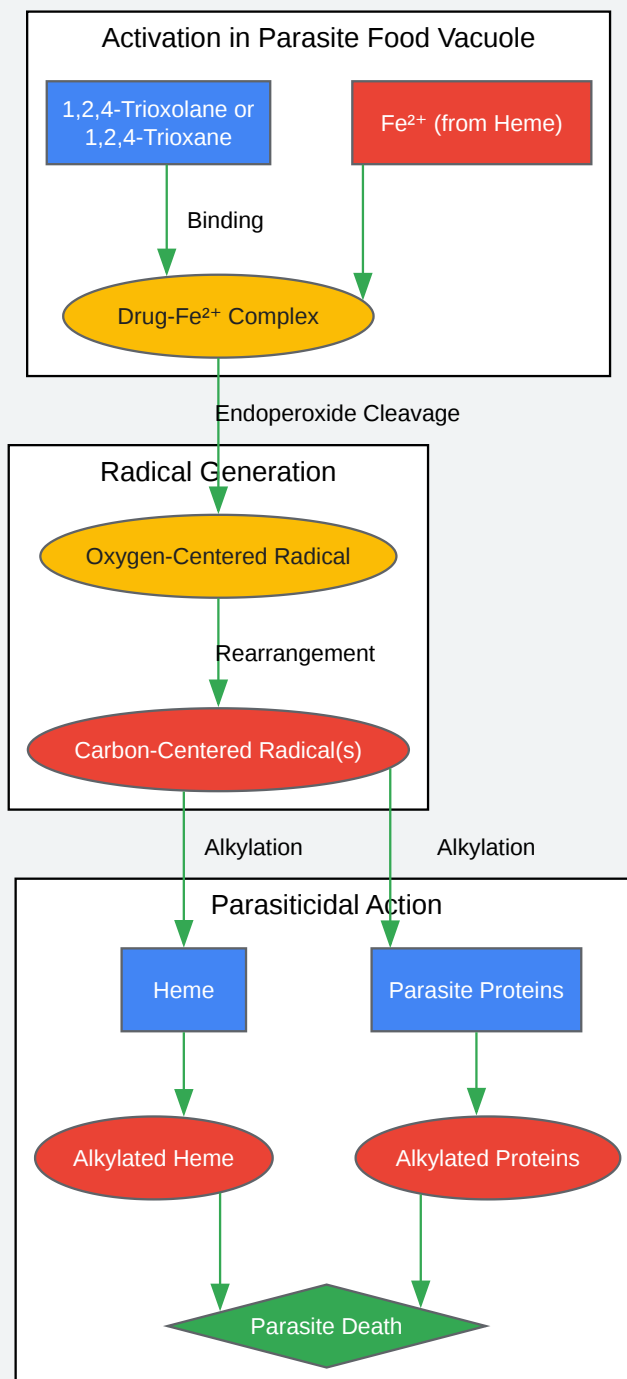 Activation in Parasite Food Vacuole
1,2,4-Trioxolane or
1,2,4-Trioxane
Fe²⁺ (from Heme)
Binding
Drug-Fe²⁺ Complex
Endoperoxide Cleavage
Radical Generation
Oxygen-Centered Radical
Rearrangement
Carbon-Centered Radical(s)
Alkylation
Alkylation
Parasiticidal Action
Heme
Parasite Proteins
Alkylated Heme
Alkylated Proteins
Parasite Death